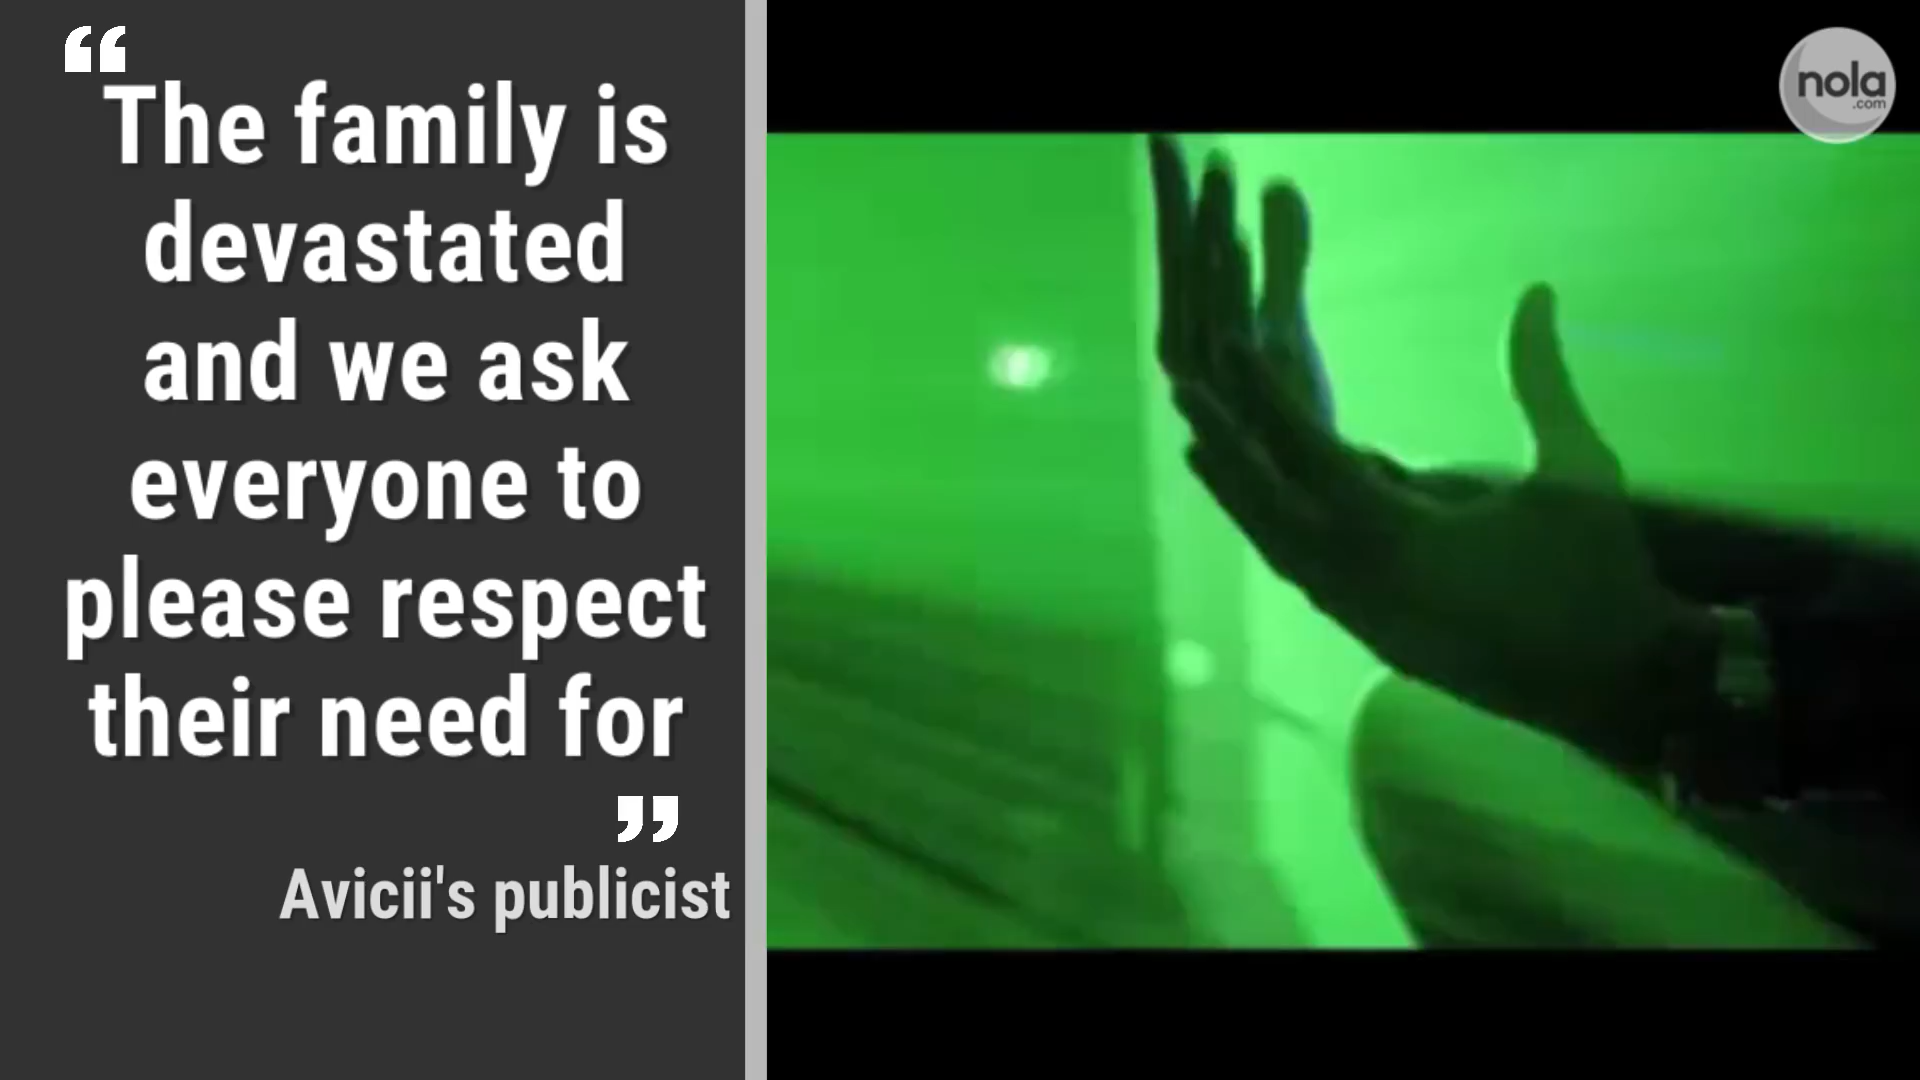 “
The family is
devastated
and we ask
everyone to
please respect
their need for
”
Avicii's publicist
nola
.com